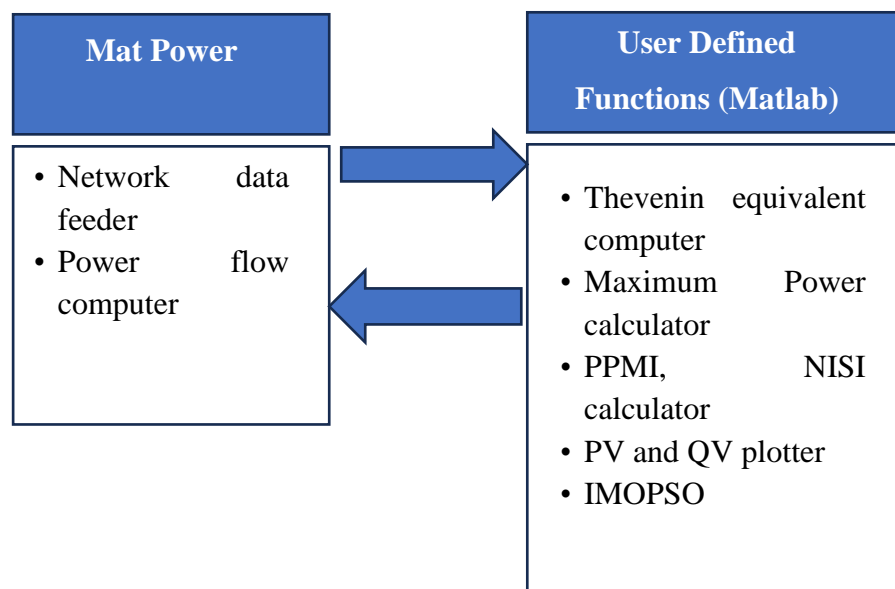 Mat Power
• Network data
feeder
• Power flow
computer
User Defined
Functions (Matlab)
• Thevenin equivalent
computer
• Maximum Power
calculator
• PPMI, NISI
calculator
• PV and QV plotter
• IMOPSO